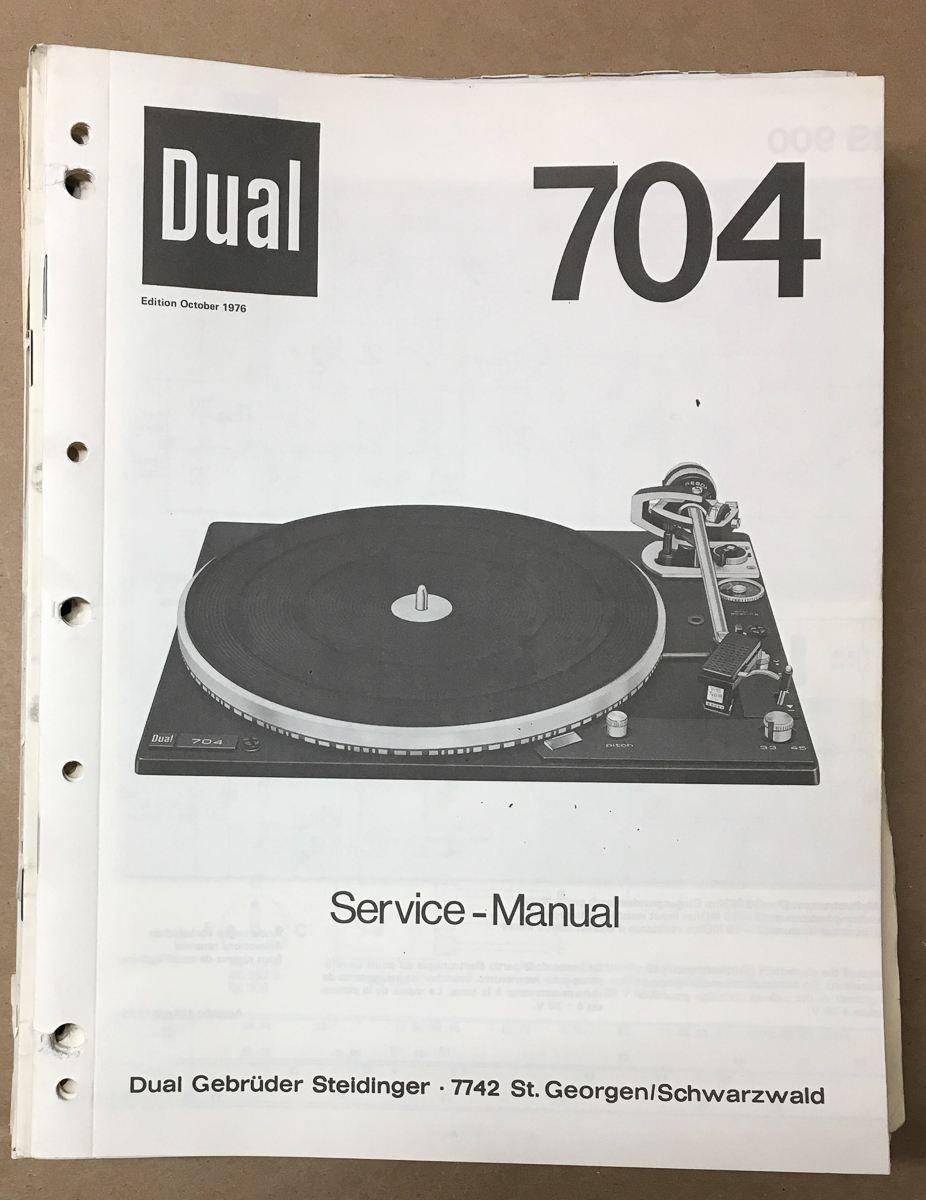 Dual
704
Edition October 1976
Dual 704
pitch
33 45
Service-Manual
Dual Gebrüder Steidinger · 7742 St. Georgen/Schwarzwald